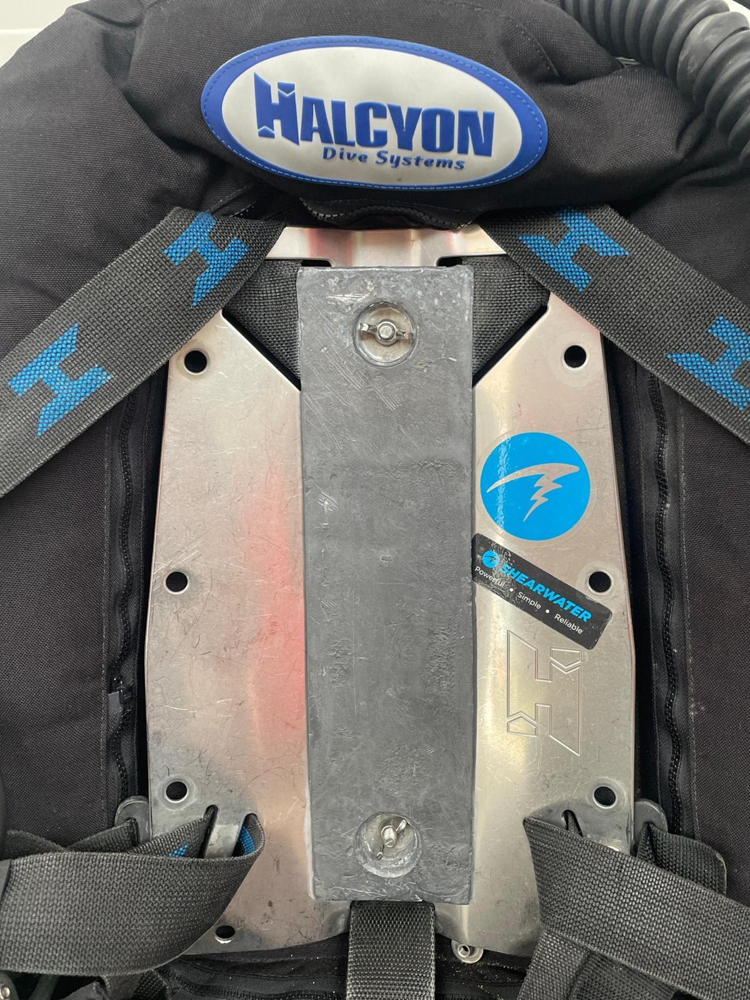 HALCYON
Dive Systems
SHEARWATER
Powerful • Simple • Reliable